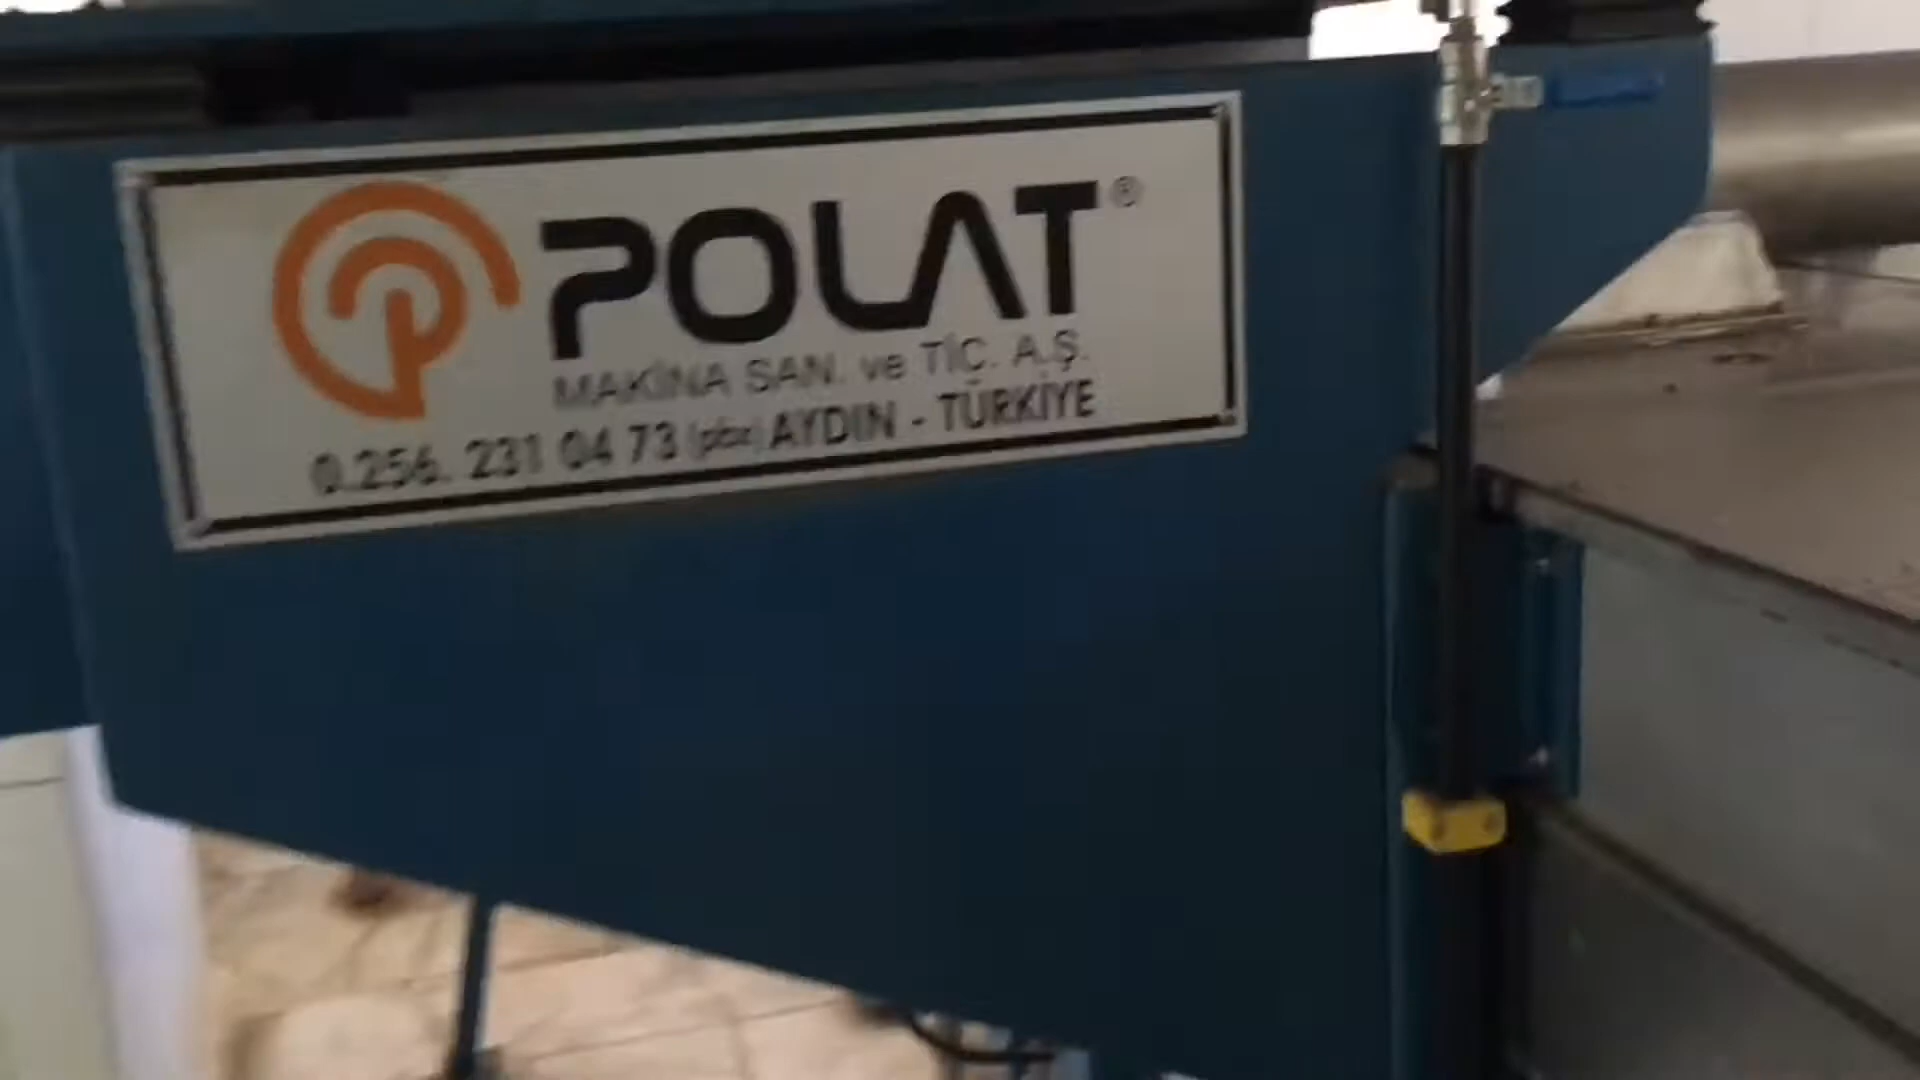 POLAT®
MAKİNA SAN. ve TİC. A.Ş.
0.256. 231 04 73 (pbx) AYDIN - TÜRKİYE